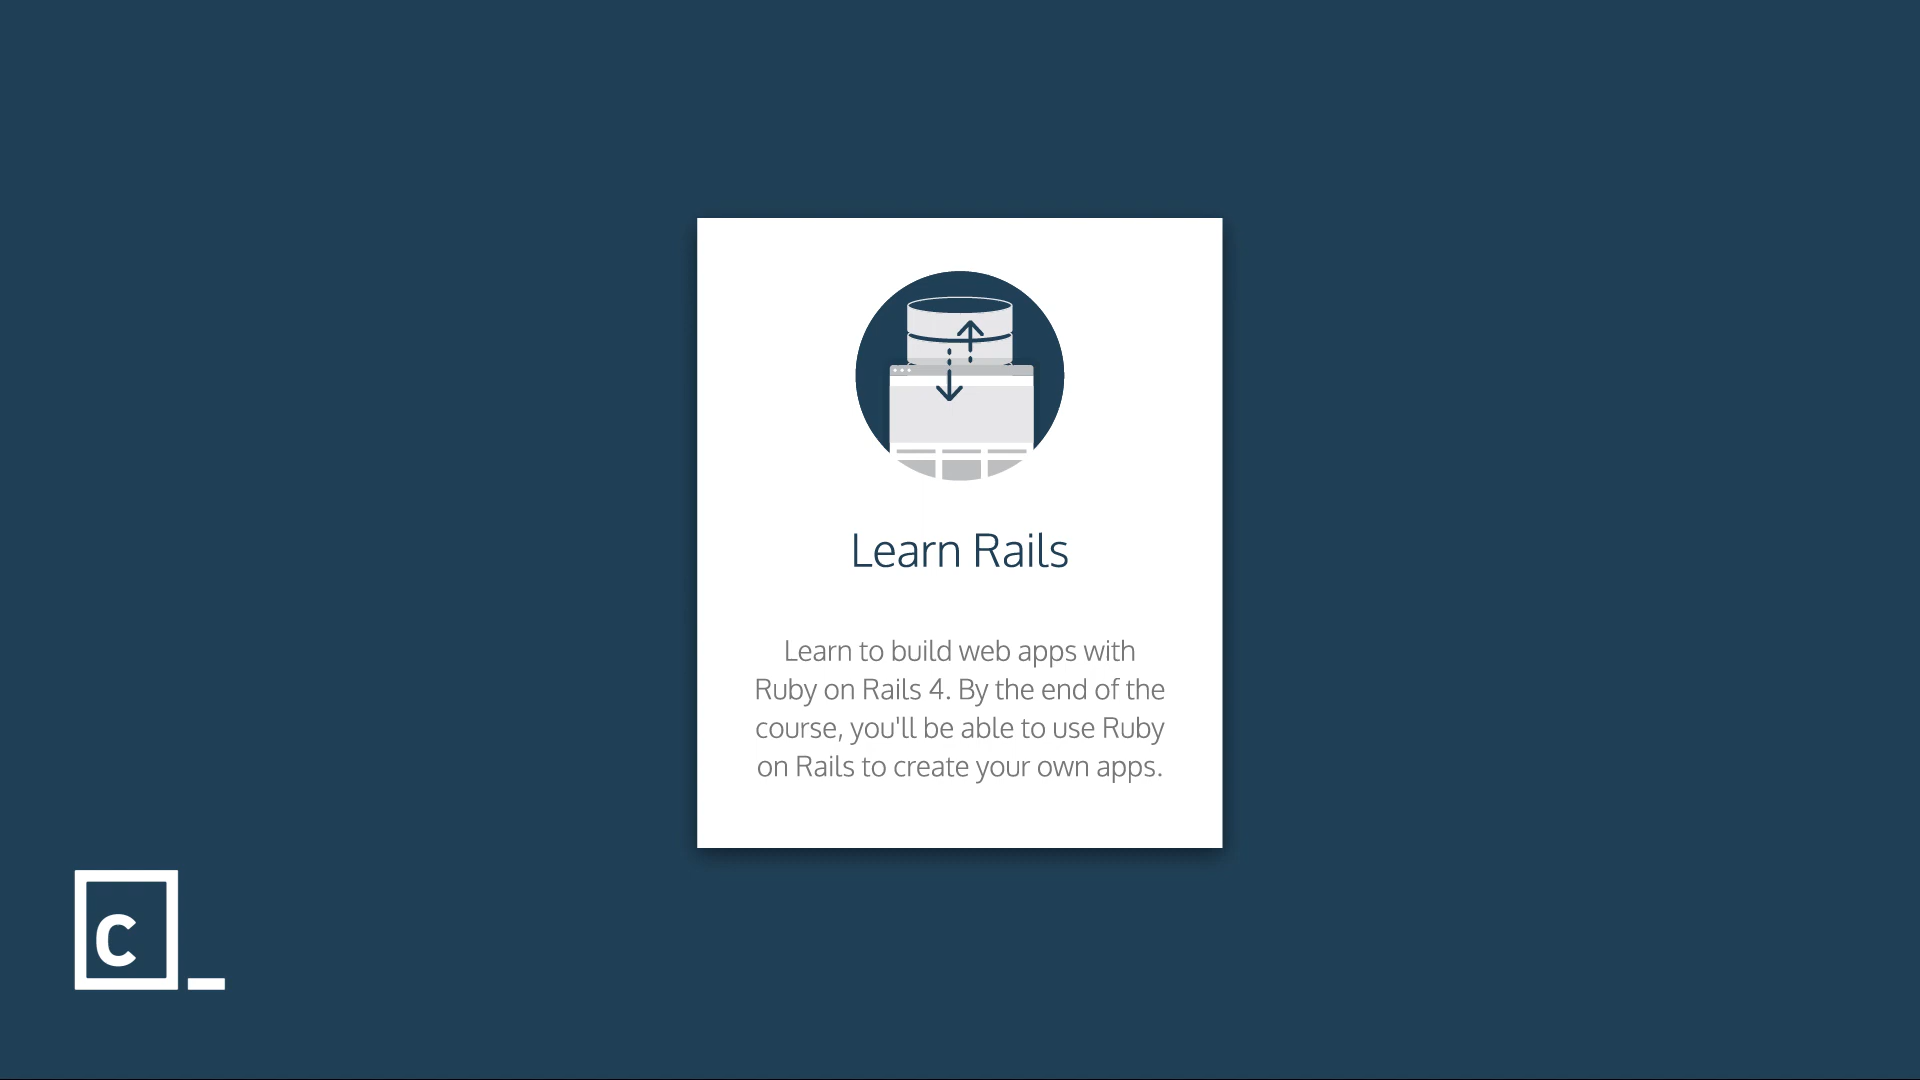 Learn Rails
Learn to build web apps with
Ruby on Rails 4. By the end of the
course, you'll be able to use Ruby
on Rails to create your own apps.
C_